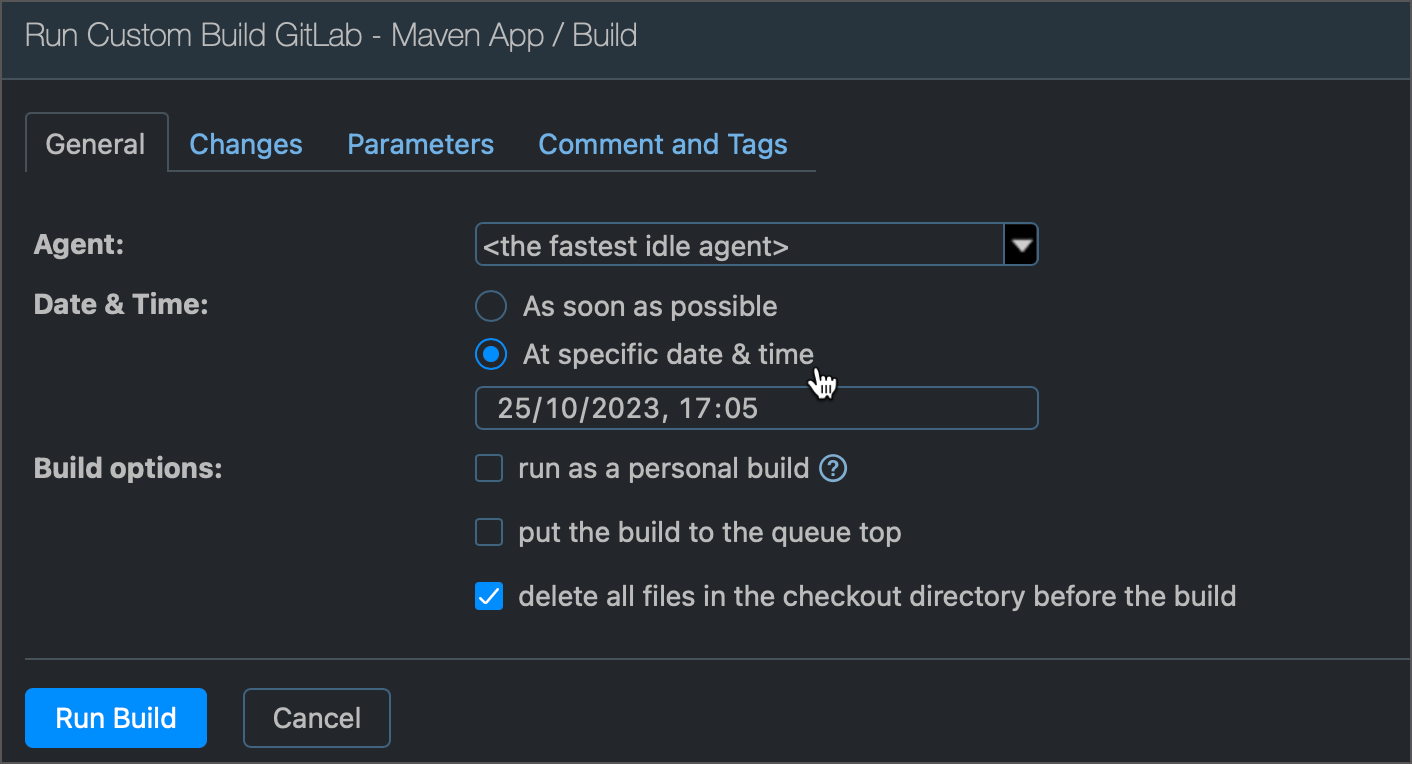 Run Custom Build GitLab - Maven App / Build
General Changes Parameters Comment and Tags
Agent: <the fastest idle agent>
Date & Time: As soon as possible
At specific date & time
25/10/2023, 17:05
Build options: run as a personal build ?
put the build to the queue top
delete all files in the checkout directory before the build
Run Build Cancel